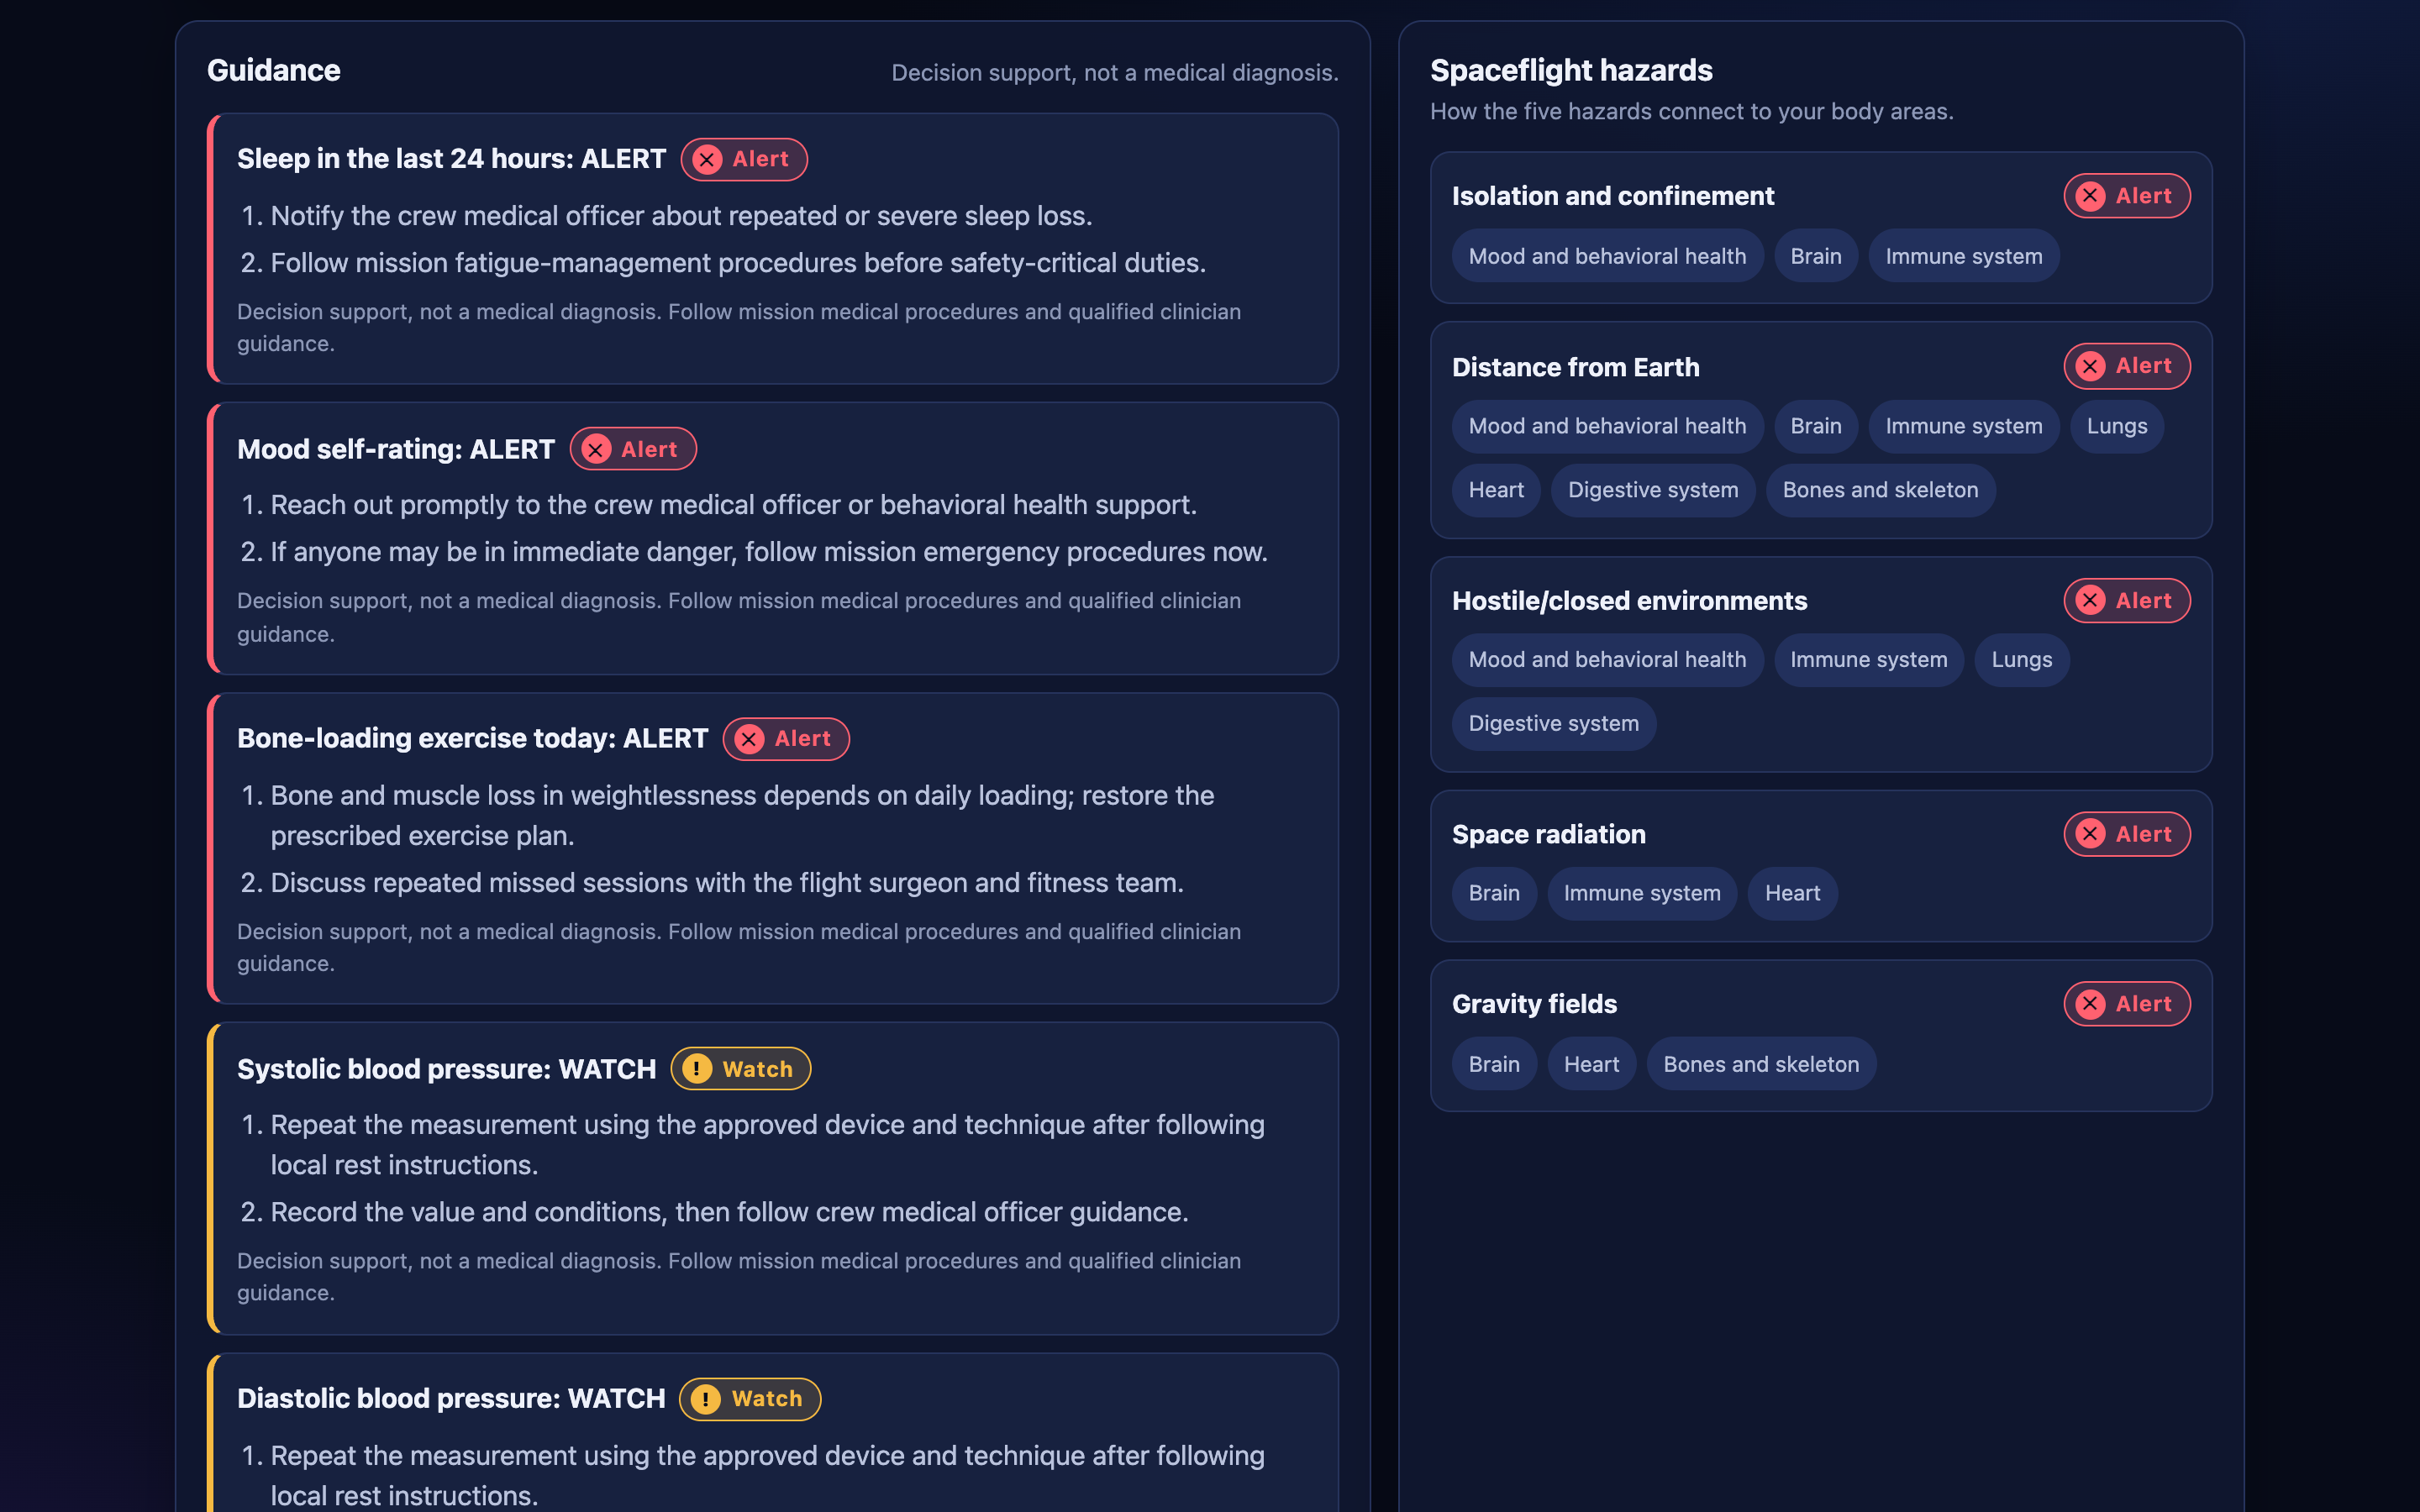 Guidance
Decision support, not a medical diagnosis.
Sleep in the last 24 hours: ALERT
Alert
1. Notify the crew medical officer about repeated or severe sleep loss.
2. Follow mission fatigue-management procedures before safety-critical duties.
Decision support, not a medical diagnosis. Follow mission medical procedures and qualified clinician
guidance.
Mood self-rating: ALERT
Alert
1. Reach out promptly to the crew medical officer or behavioral health support.
2. If anyone may be in immediate danger, follow mission emergency procedures now.
Decision support, not a medical diagnosis. Follow mission medical procedures and qualified clinician
guidance.
Bone-loading exercise today: ALERT
Alert
1. Bone and muscle loss in weightlessness depends on daily loading; restore the
prescribed exercise plan.
2. Discuss repeated missed sessions with the flight surgeon and fitness team.
Decision support, not a medical diagnosis. Follow mission medical procedures and qualified clinician
guidance.
Systolic blood pressure: WATCH
! Watch
1. Repeat the measurement using the approved device and technique after following
local rest instructions.
2. Record the value and conditions, then follow crew medical officer guidance.
Decision support, not a medical diagnosis. Follow mission medical procedures and qualified clinician
guidance.
Diastolic blood pressure: WATCH
! Watch
1. Repeat the measurement using the approved device and technique after following
local rest instructions.
Spaceflight hazards
How the five hazards connect to your body areas.
Isolation and confinement
Alert
Mood and behavioral health Brain Immune system
Distance from Earth
Alert
Mood and behavioral health Brain Immune system Lungs
Heart Digestive system Bones and skeleton
Hostile/closed environments
Alert
Mood and behavioral health Immune system Lungs
Digestive system
Space radiation
Alert
Brain Immune system Heart
Gravity fields
Alert
Brain Heart Bones and skeleton